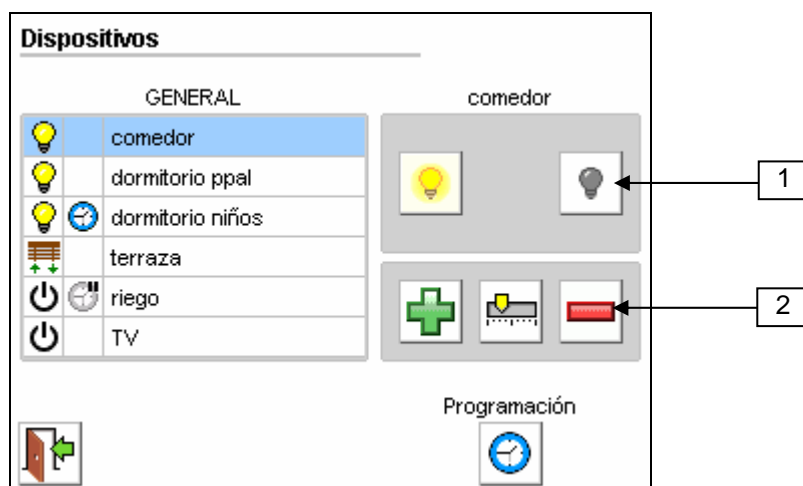 Dispositivos
GENERAL
comedor
dormitorio ppal
dormitorio niños
terraza
riego
TV
comedor
1
2
Programación